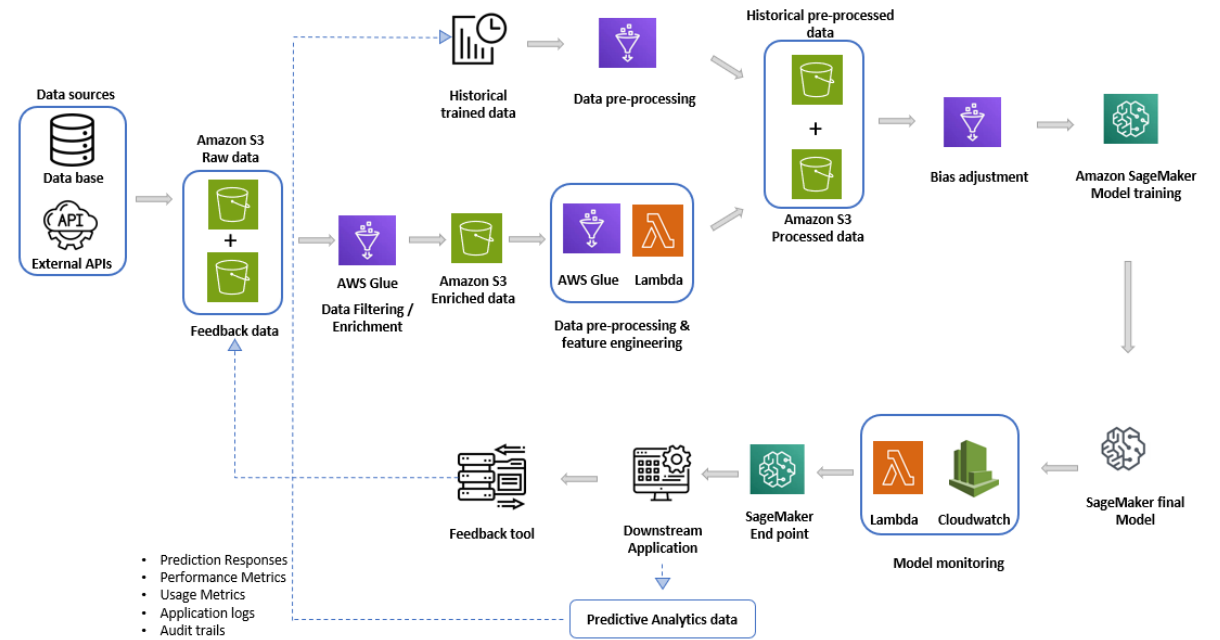 Data sources
Data base
API
External APIs
Amazon S3
Raw data
+
Feedback data
AWS Glue
Data Filtering /
Enrichment
Amazon S3
Enriched data
AWS Glue
Lambda
Data pre-processing &
feature engineering
Historical
trained data
Data pre-processing
Historical pre-processed
data
+
Amazon S3
Processed data
Bias adjustment
Amazon SageMaker
Model training
SageMaker final
Model
Lambda
Cloudwatch
Model monitoring
SageMaker
End point
Downstream
Application
Feedback tool
Predictive Analytics data
• Prediction Responses
• Performance Metrics
• Usage Metrics
• Application logs
• Audit trails